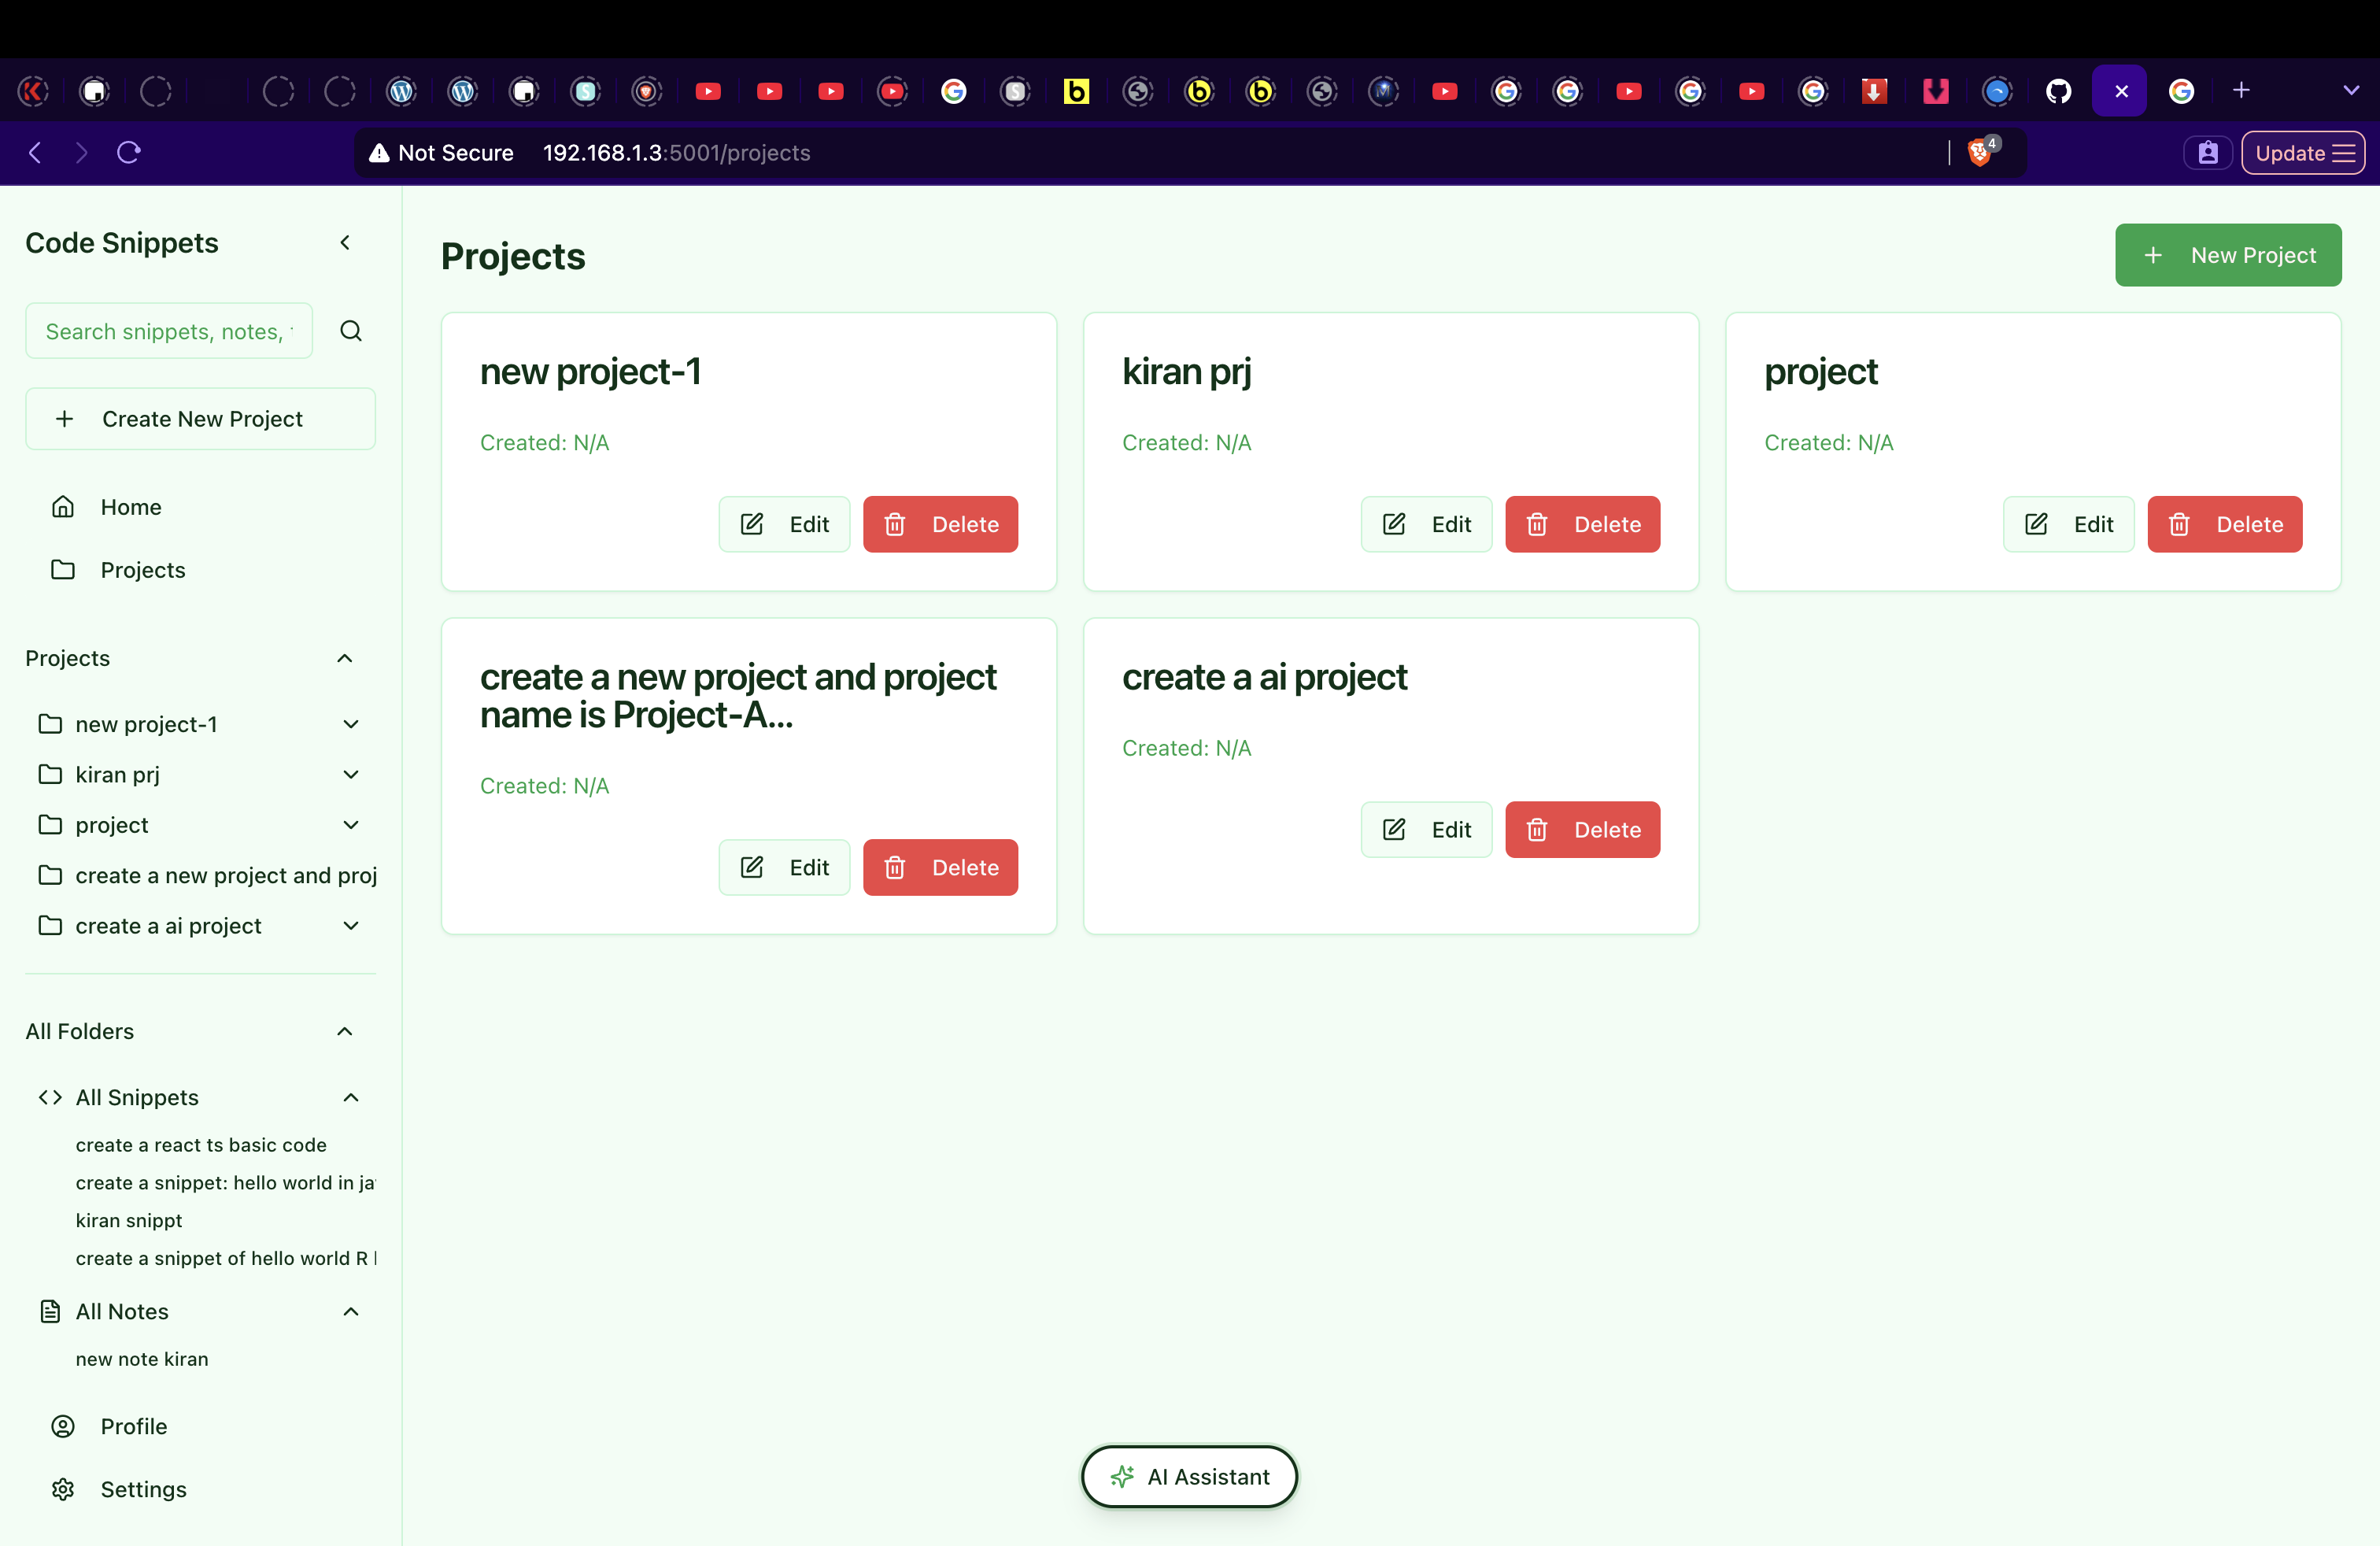 Not Secure 192.168.1.3:5001/projects
4
Update
Code Snippets
Search snippets, notes,
Create New Project
Home
Projects
Projects
new project-1
kiran prj
project
create a new project and proj
create a ai project
All Folders
All Snippets
create a react ts basic code
create a snippet: hello world in ja
kiran snippt
create a snippet of hello world R
All Notes
new note kiran
Profile
Settings
Projects
New Project
new project-1
Created: N/A
Edit
Delete
kiran prj
Created: N/A
Edit
Delete
project
Created: N/A
Edit
Delete
create a new project and project
name is Project-A...
Created: N/A
Edit
Delete
create a ai project
Created: N/A
Edit
Delete
AI Assistant